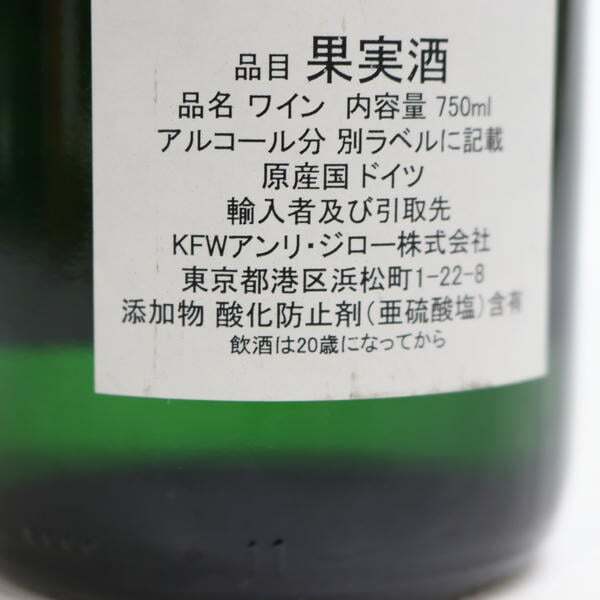 品目 果実酒
品名 ワイン 内容量 750ml
アルコール分 別ラベルに記載
原産国 ドイツ
輸入者及び引取先
KFWアンリ・ジロー株式会社
東京都港区浜松町1-22-8
添加物 酸化防止剤(亜硫酸塩)含有
飲酒は20歳になってから